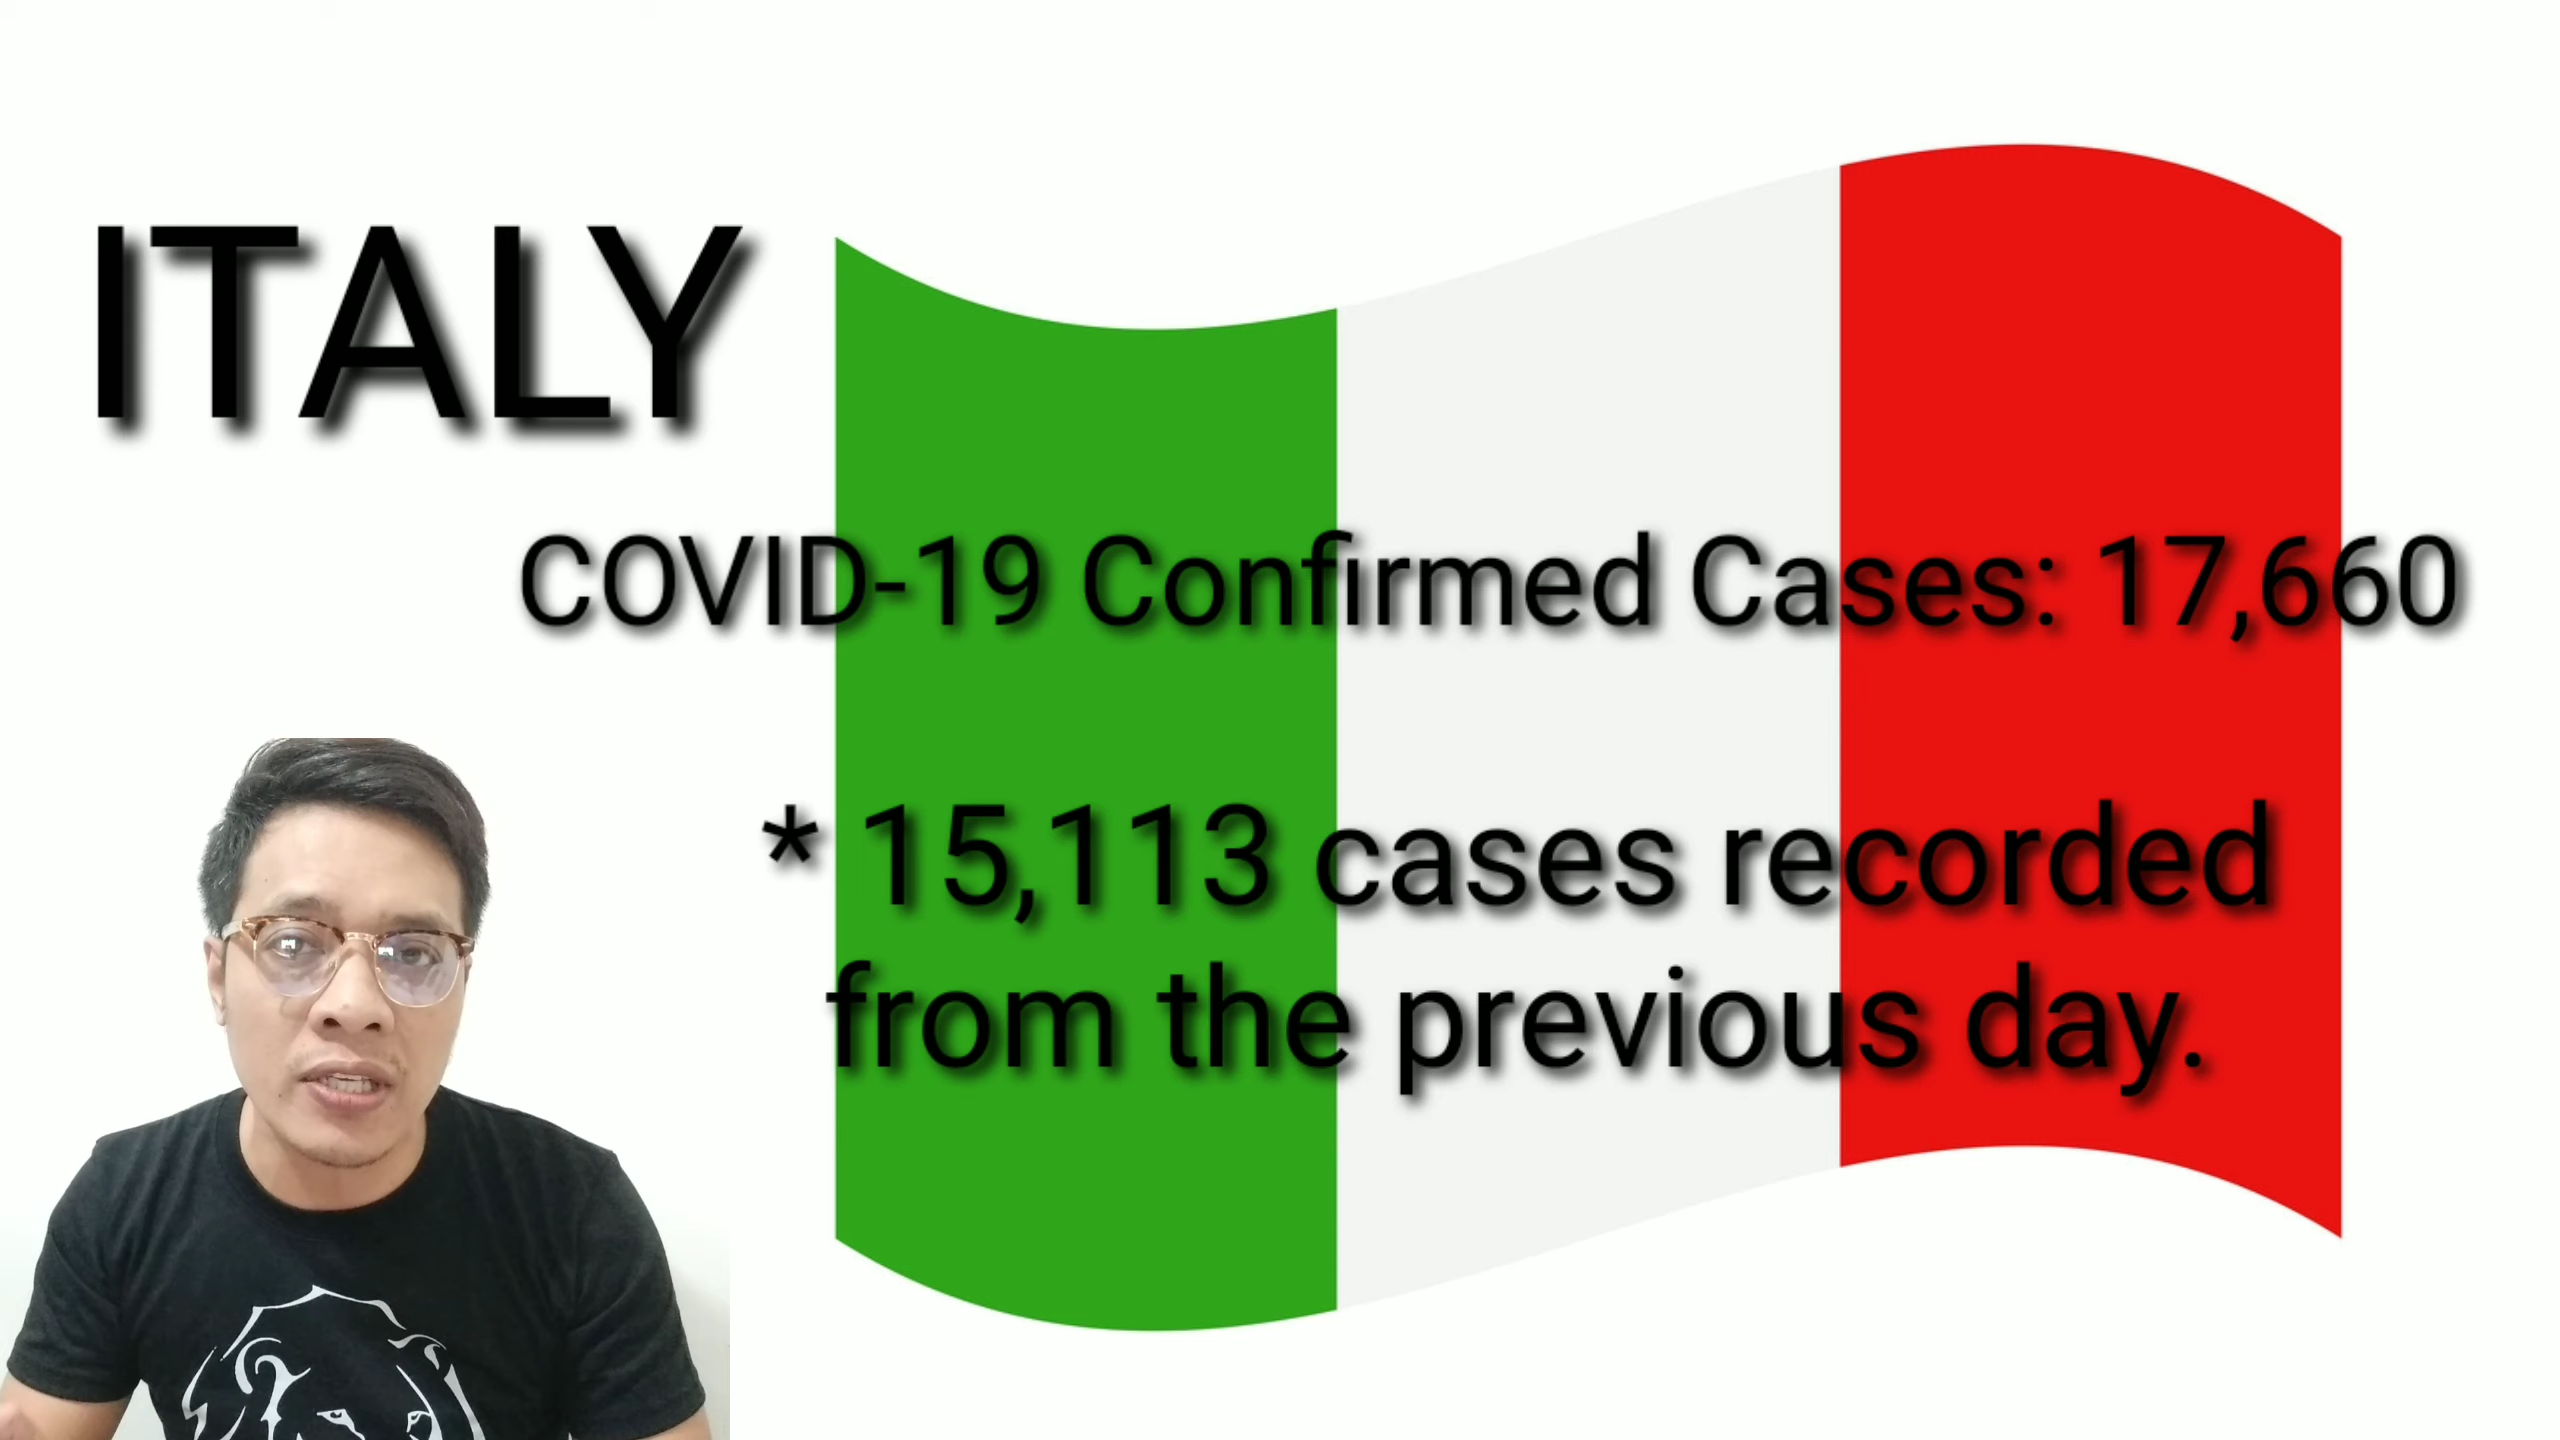 ITALY
COVID-19 Confirmed Cases: 17,660
* 15,113 cases recorded
from the previous day.